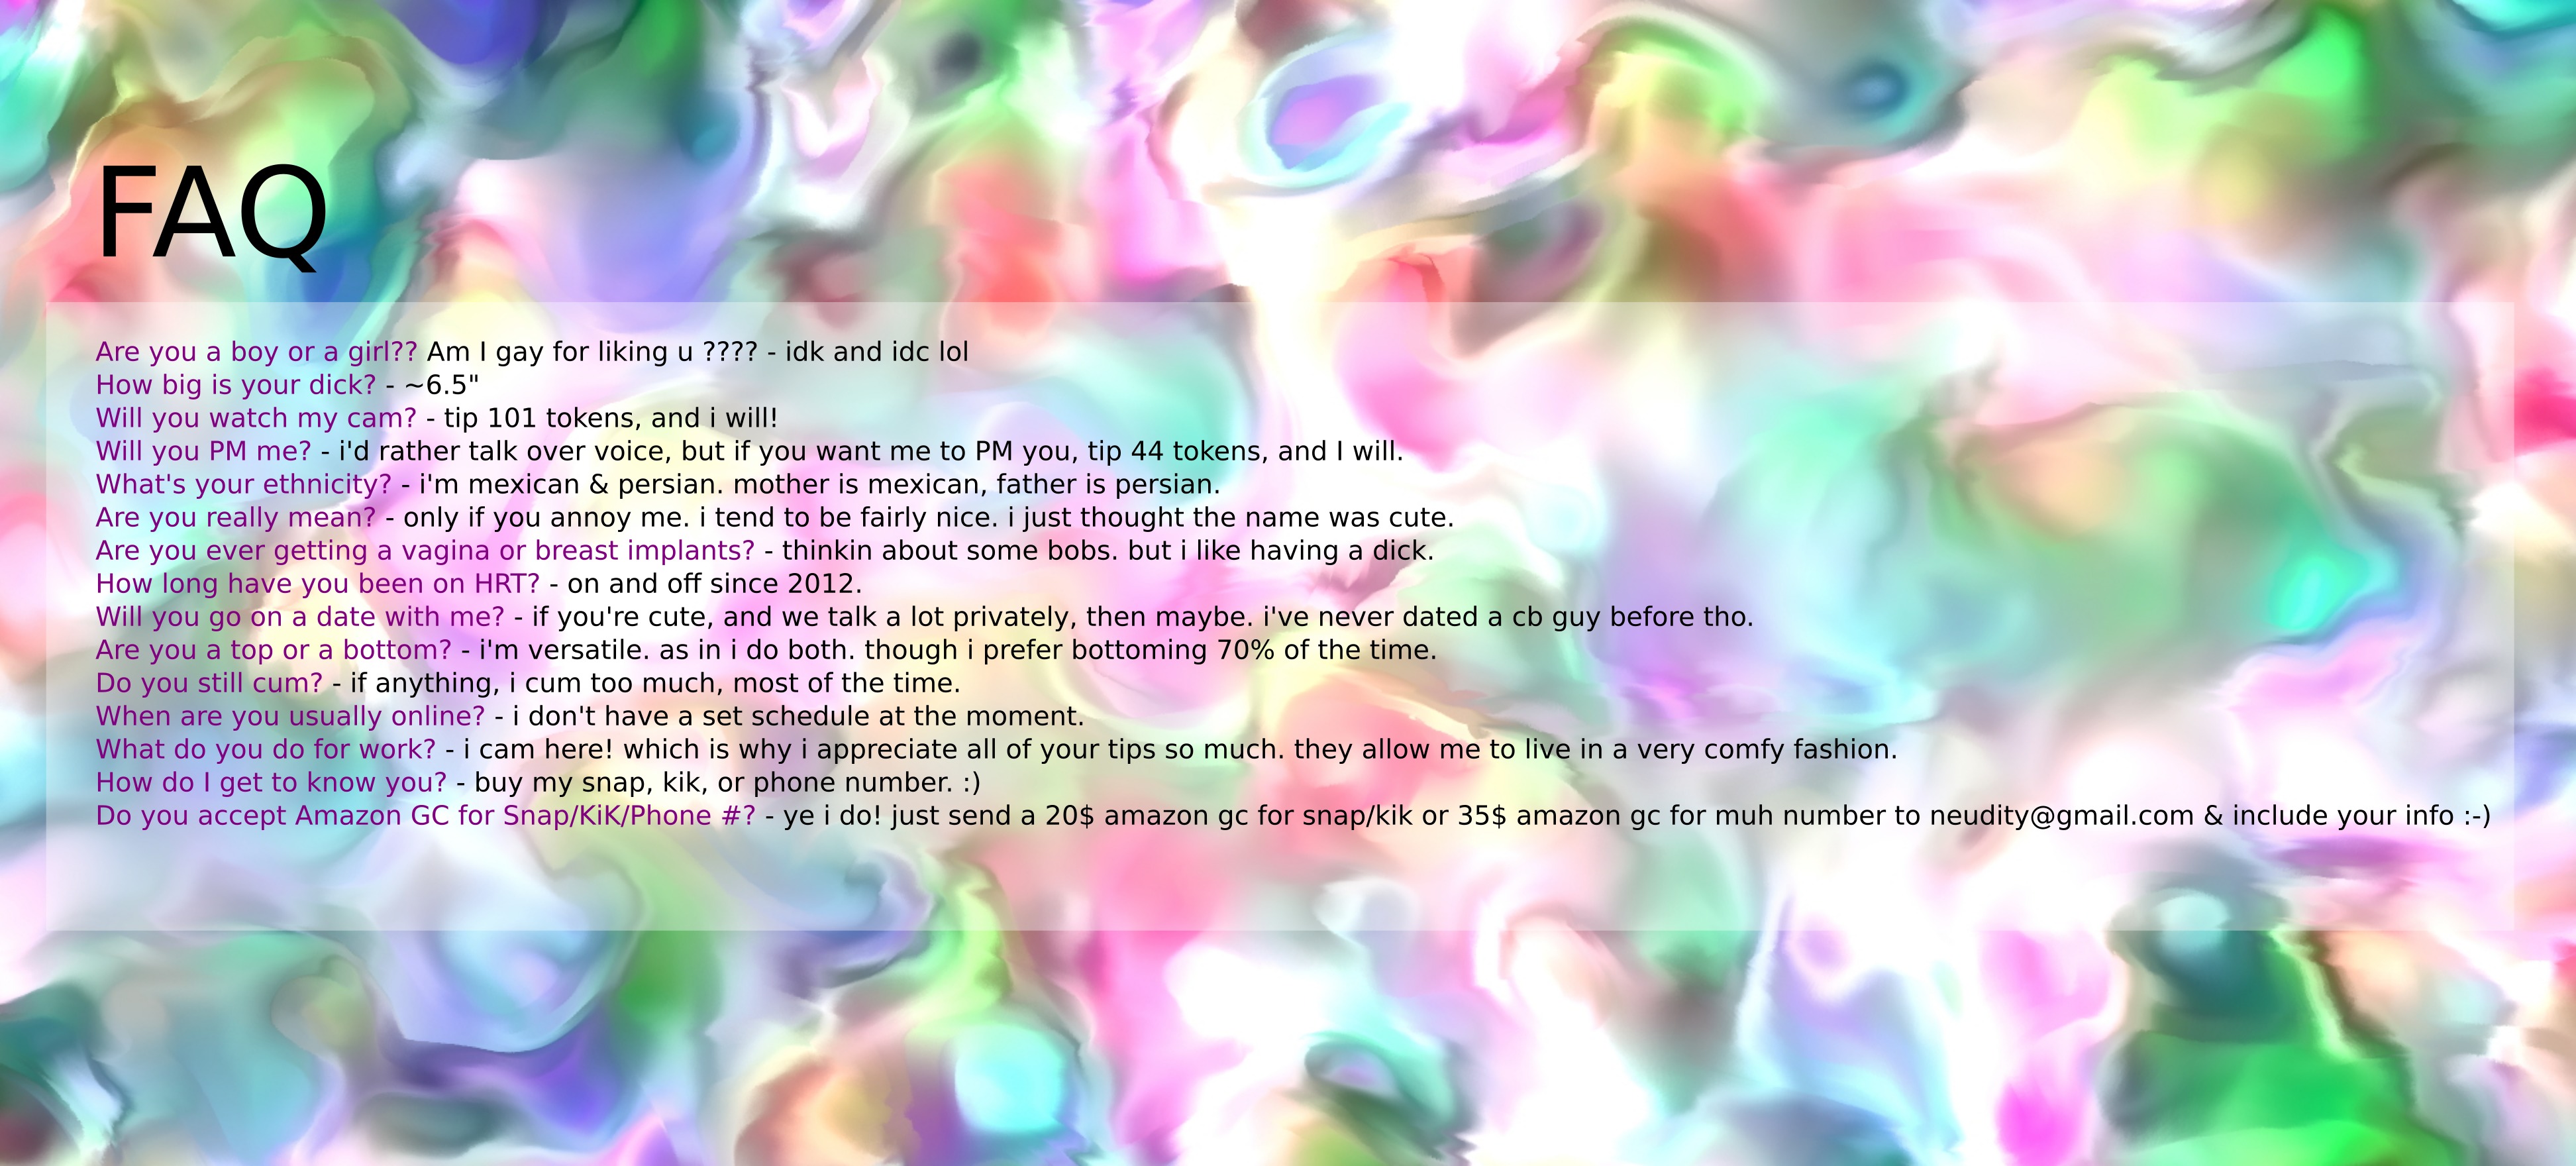 FAQ
Are you a boy or a girl?? Am I gay for liking u ???? - idk and idc lol
How big is your dick? - ~6.5"
Will you watch my cam? - tip 101 tokens, and i will!
Will you PM me? - i'd rather talk over voice, but if you want me to PM you, tip 44 tokens, and I will.
What's your ethnicity? - i'm mexican & persian. mother is mexican, father is persian.
Are you really mean? - only if you annoy me. i tend to be fairly nice. i just thought the name was cute.
Are you ever getting a vagina or breast implants? - thinkin about some bobs. but i like having a dick.
How long have you been on HRT? - on and off since 2012.
Will you go on a date with me? - if you're cute, and we talk a lot privately, then maybe. i've never dated a cb guy before tho.
Are you a top or a bottom? - i'm versatile. as in i do both. though i prefer bottoming 70% of the time.
Do you still cum? - if anything, i cum too much, most of the time.
When are you usually online? - i don't have a set schedule at the moment.
What do you do for work? - i cam here! which is why i appreciate all of your tips so much. they allow me to live in a very comfy fashion.
How do I get to know you? - buy my snap, kik, or phone number. :)
Do you accept Amazon GC for Snap/KiK/Phone #? - ye i do! just send a 20$ amazon gc for snap/kik or 35$ amazon gc for muh number to neudity@gmail.com & include your info :-)